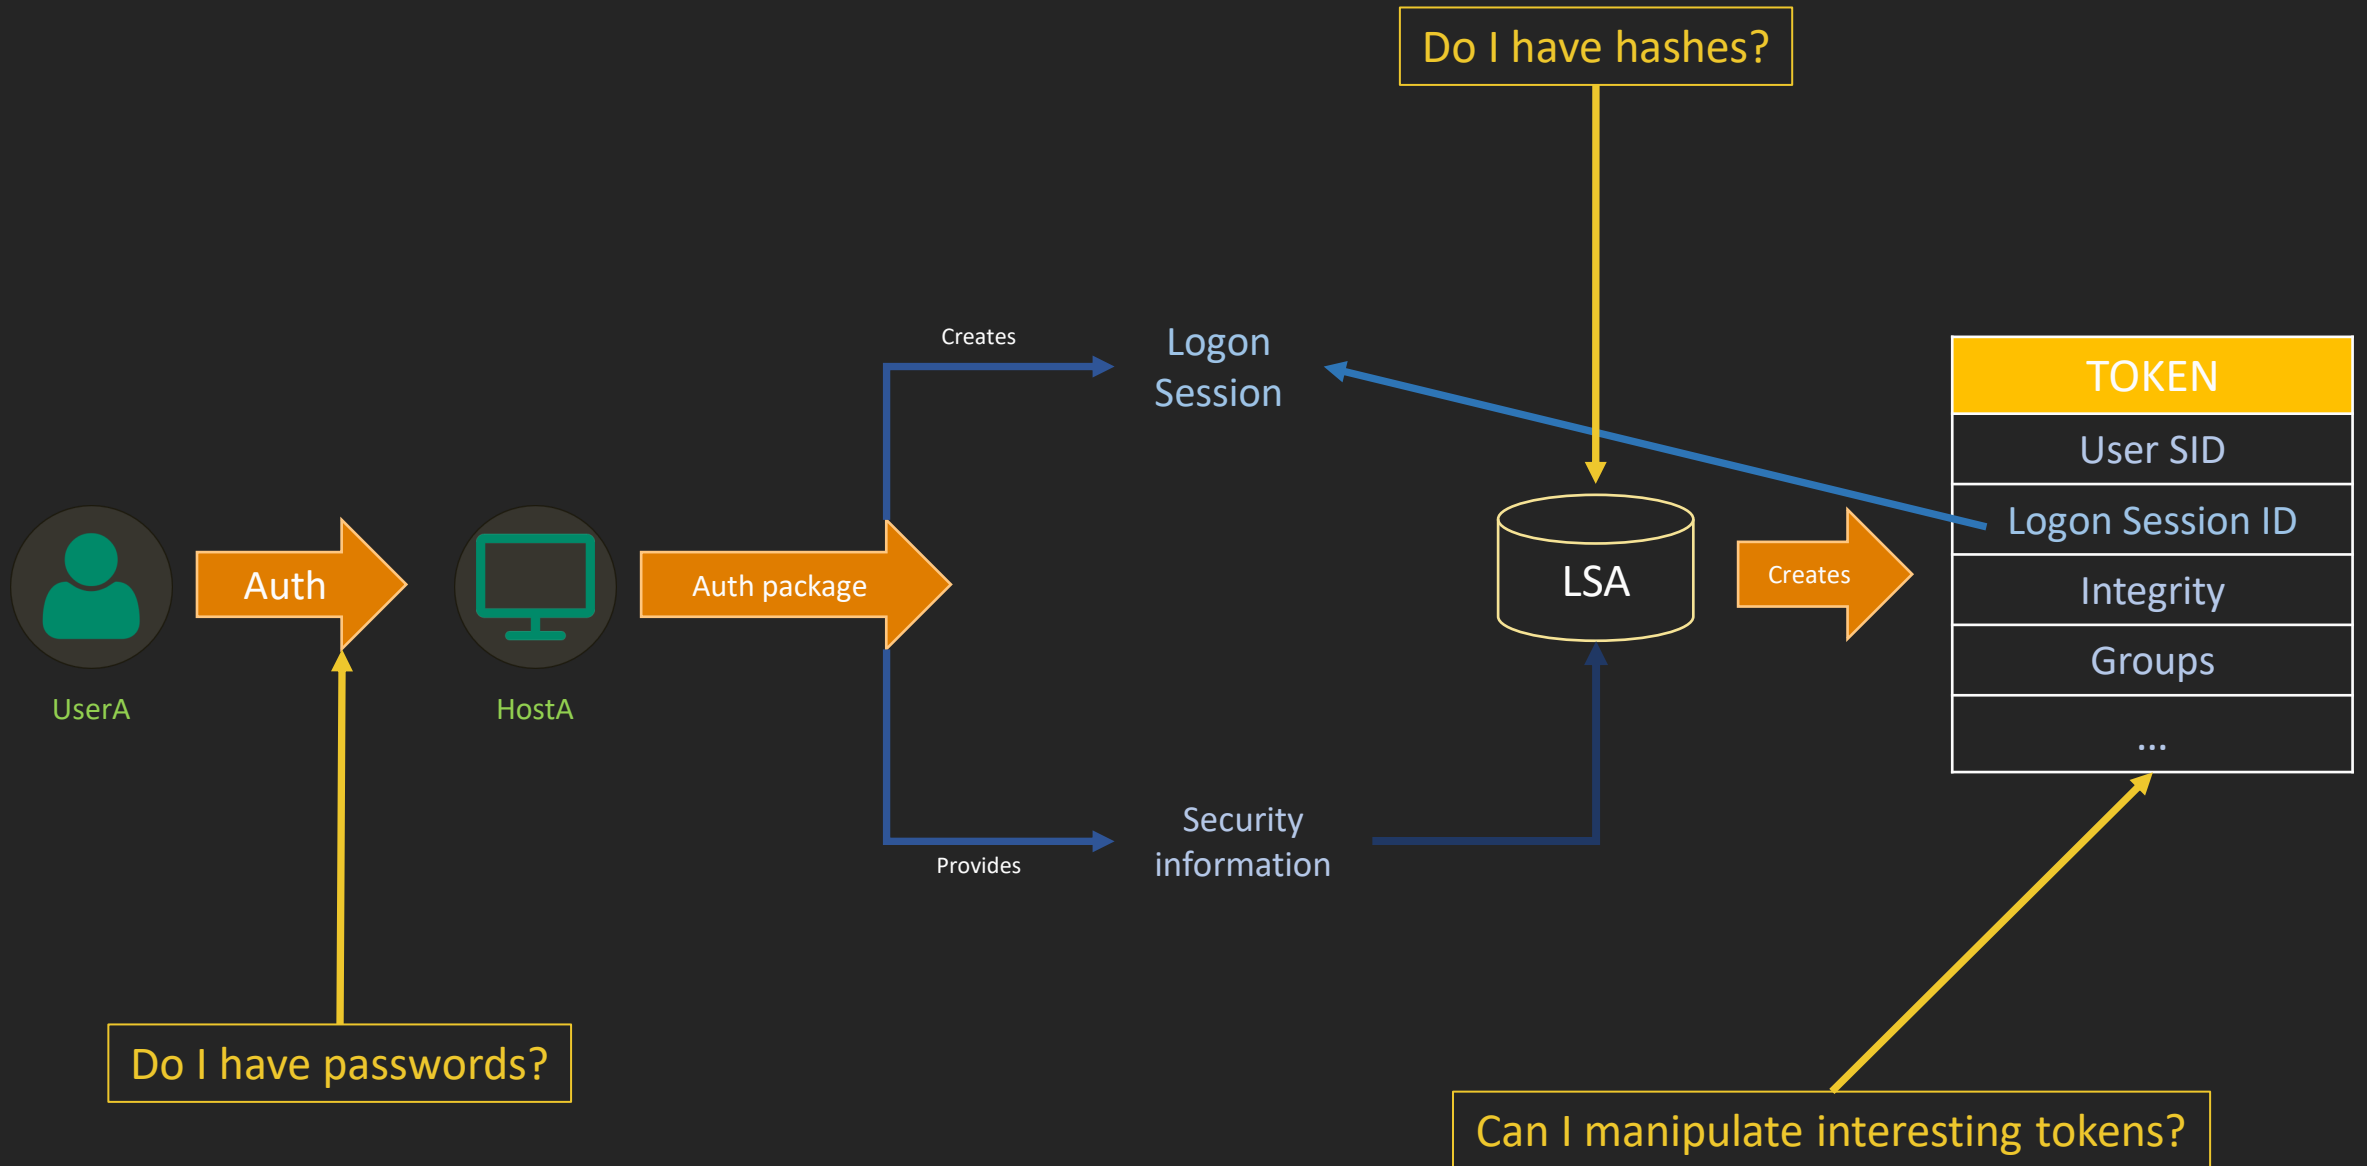 Do I have hashes?
Creates
Logon
Session
TOKEN
User SID
Logon Session ID
Integrity
Groups
...
Auth
Auth package
LSA
Creates
UserA
HostA
Security
information
Provides
Do I have passwords?
Can I manipulate interesting tokens?